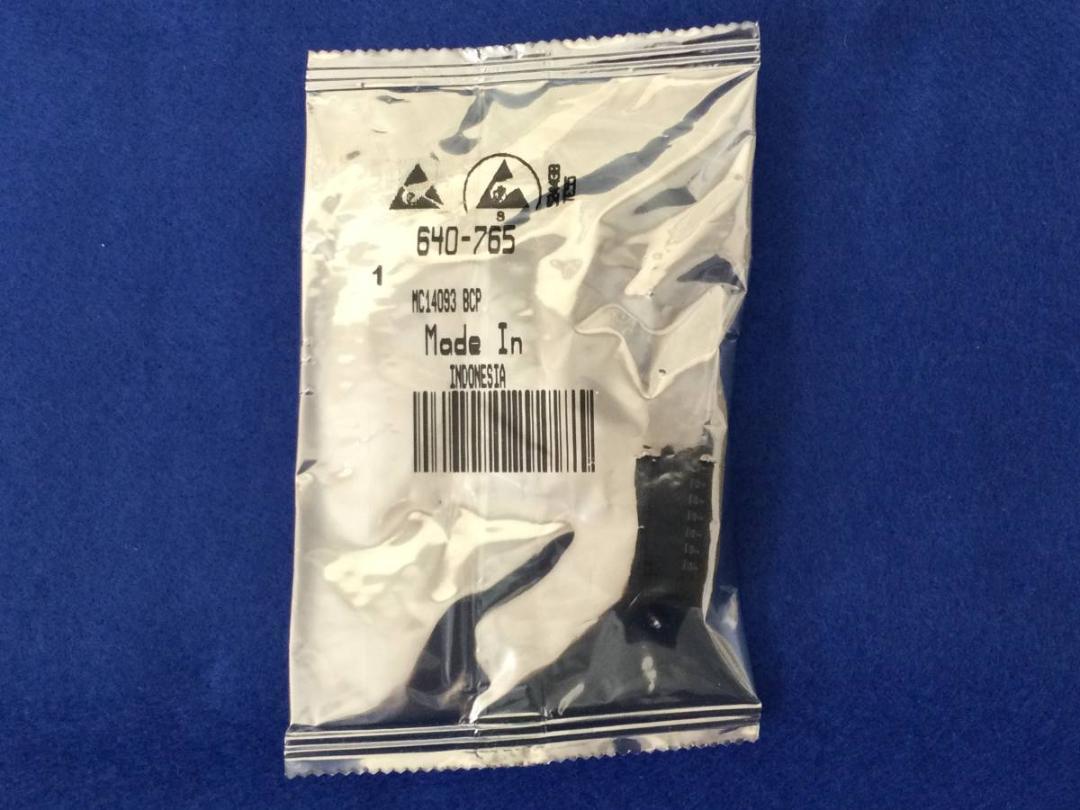 S
640-765
1
MC14093 BCP
Made In
INDONESIA